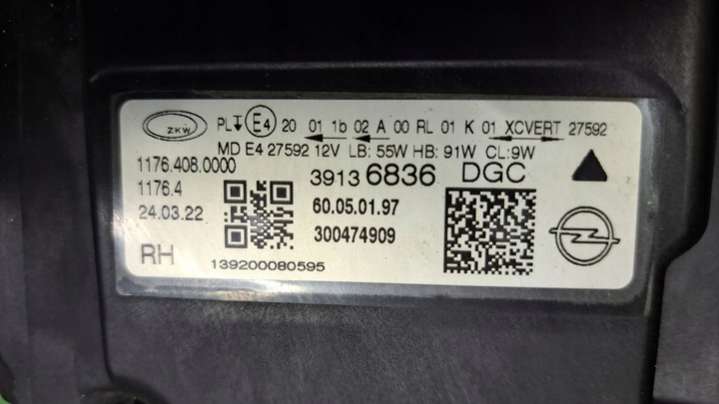 ZKW PL E4 20 01 1b 02 A 00 RL 01 K 01 XCVERT 27592
MD E4 27592 12V LB: 55W HB: 91W CL:9W
1176.408.0000
3913 6836 DGC
1176.4
60.05.01.97
24.03.22
300474909
RH
139200080595